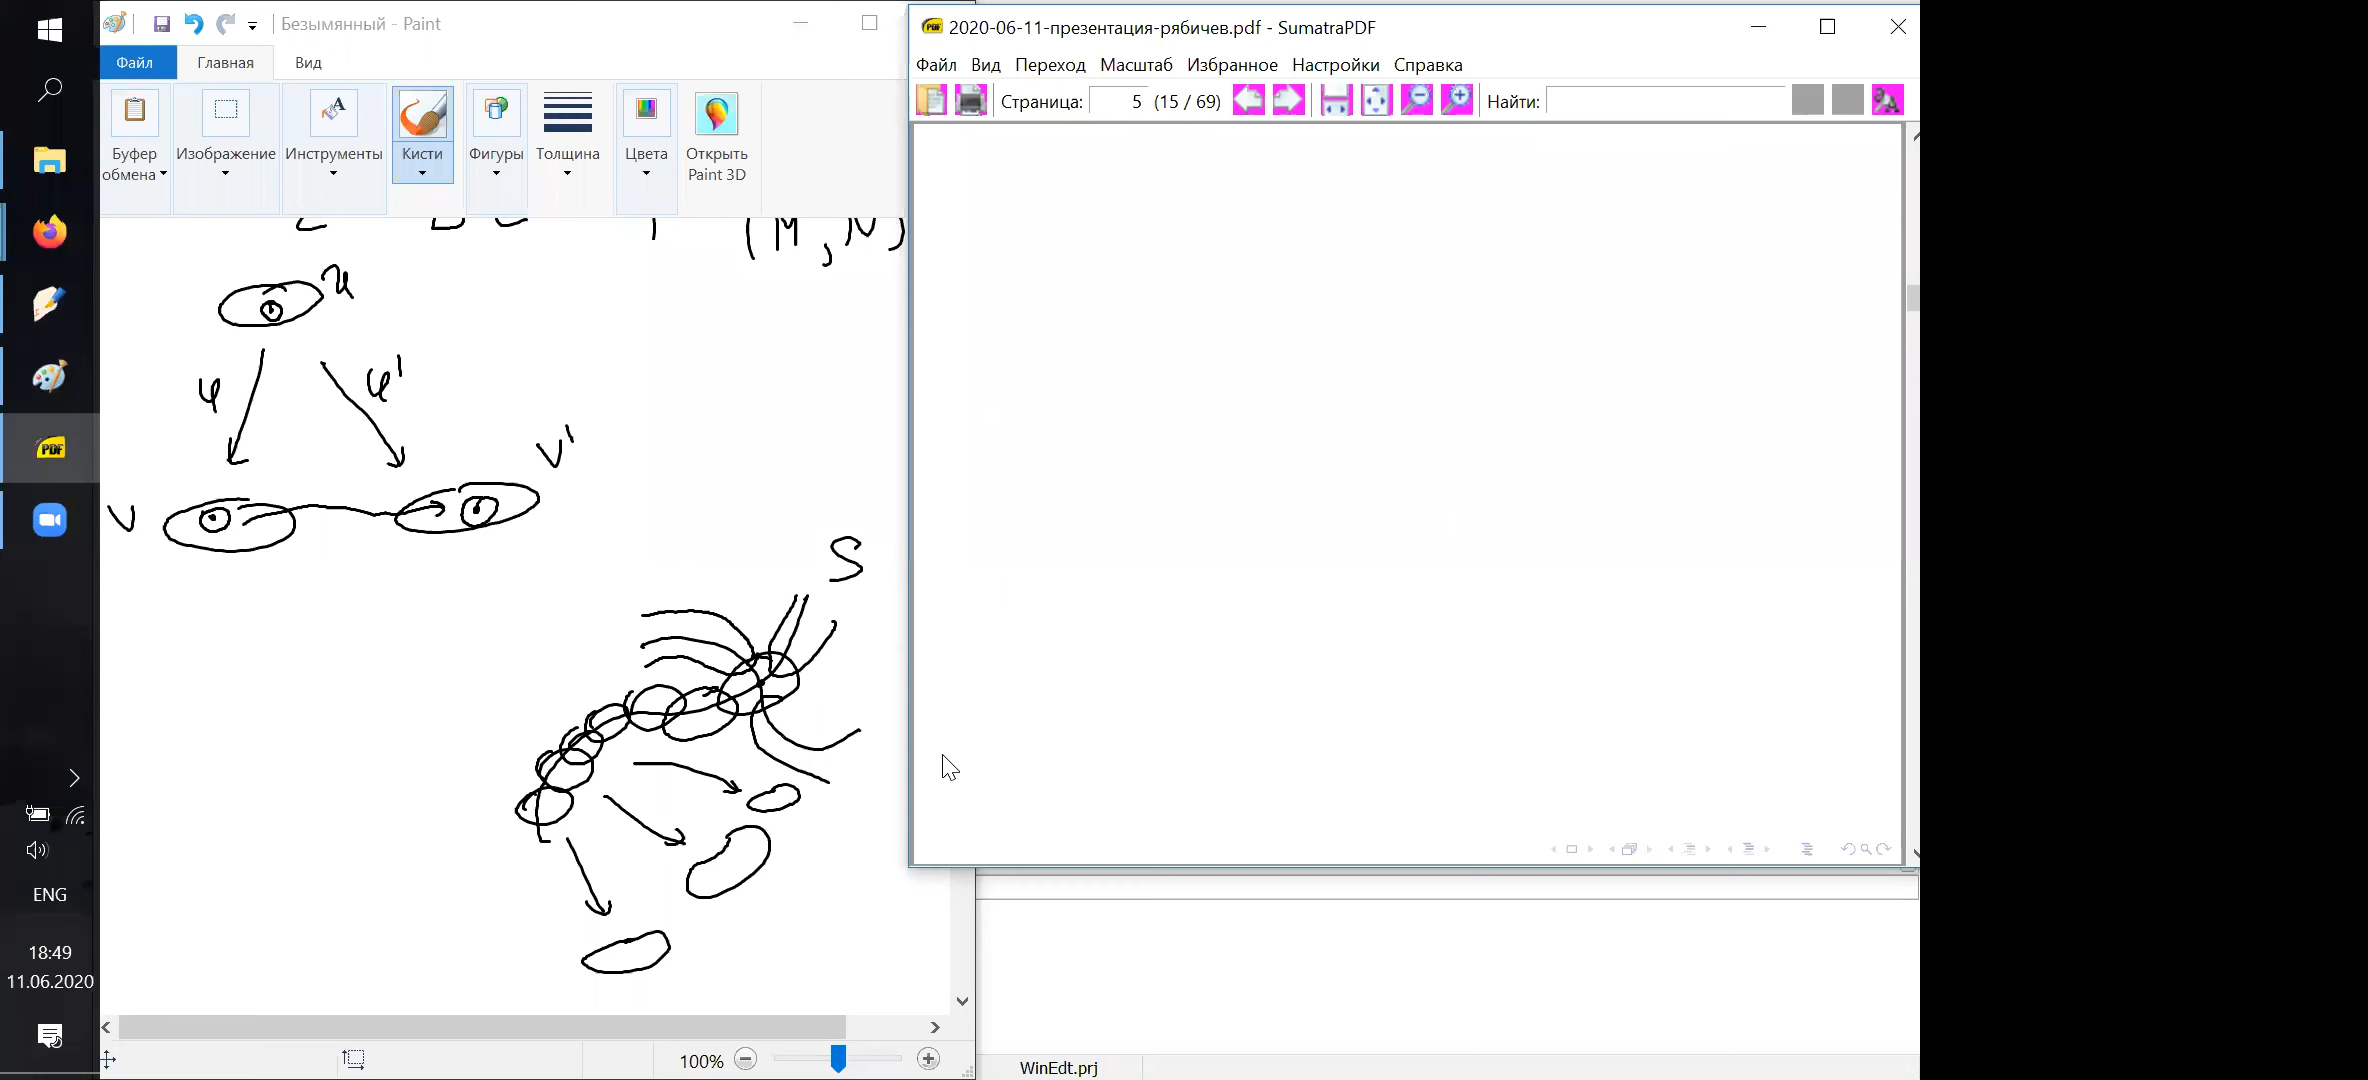 Безымянный - Paint
Файл
Главная
Вид
Буфер обмена
Изображение
Инструменты
Кисти
Фигуры
Толщина
Цвета
Открыть Paint 3D
(M, N)
U
φ
φ'
V
V'
S
100%
2020-06-11-презентация-рябичев.pdf - SumatraPDF
Файл Вид Переход Масштаб Избранное Настройки Справка
Страница: 5 (15 / 69)
Найти:
PDF
ENG
18:49
11.06.2020
WinEdt.prj